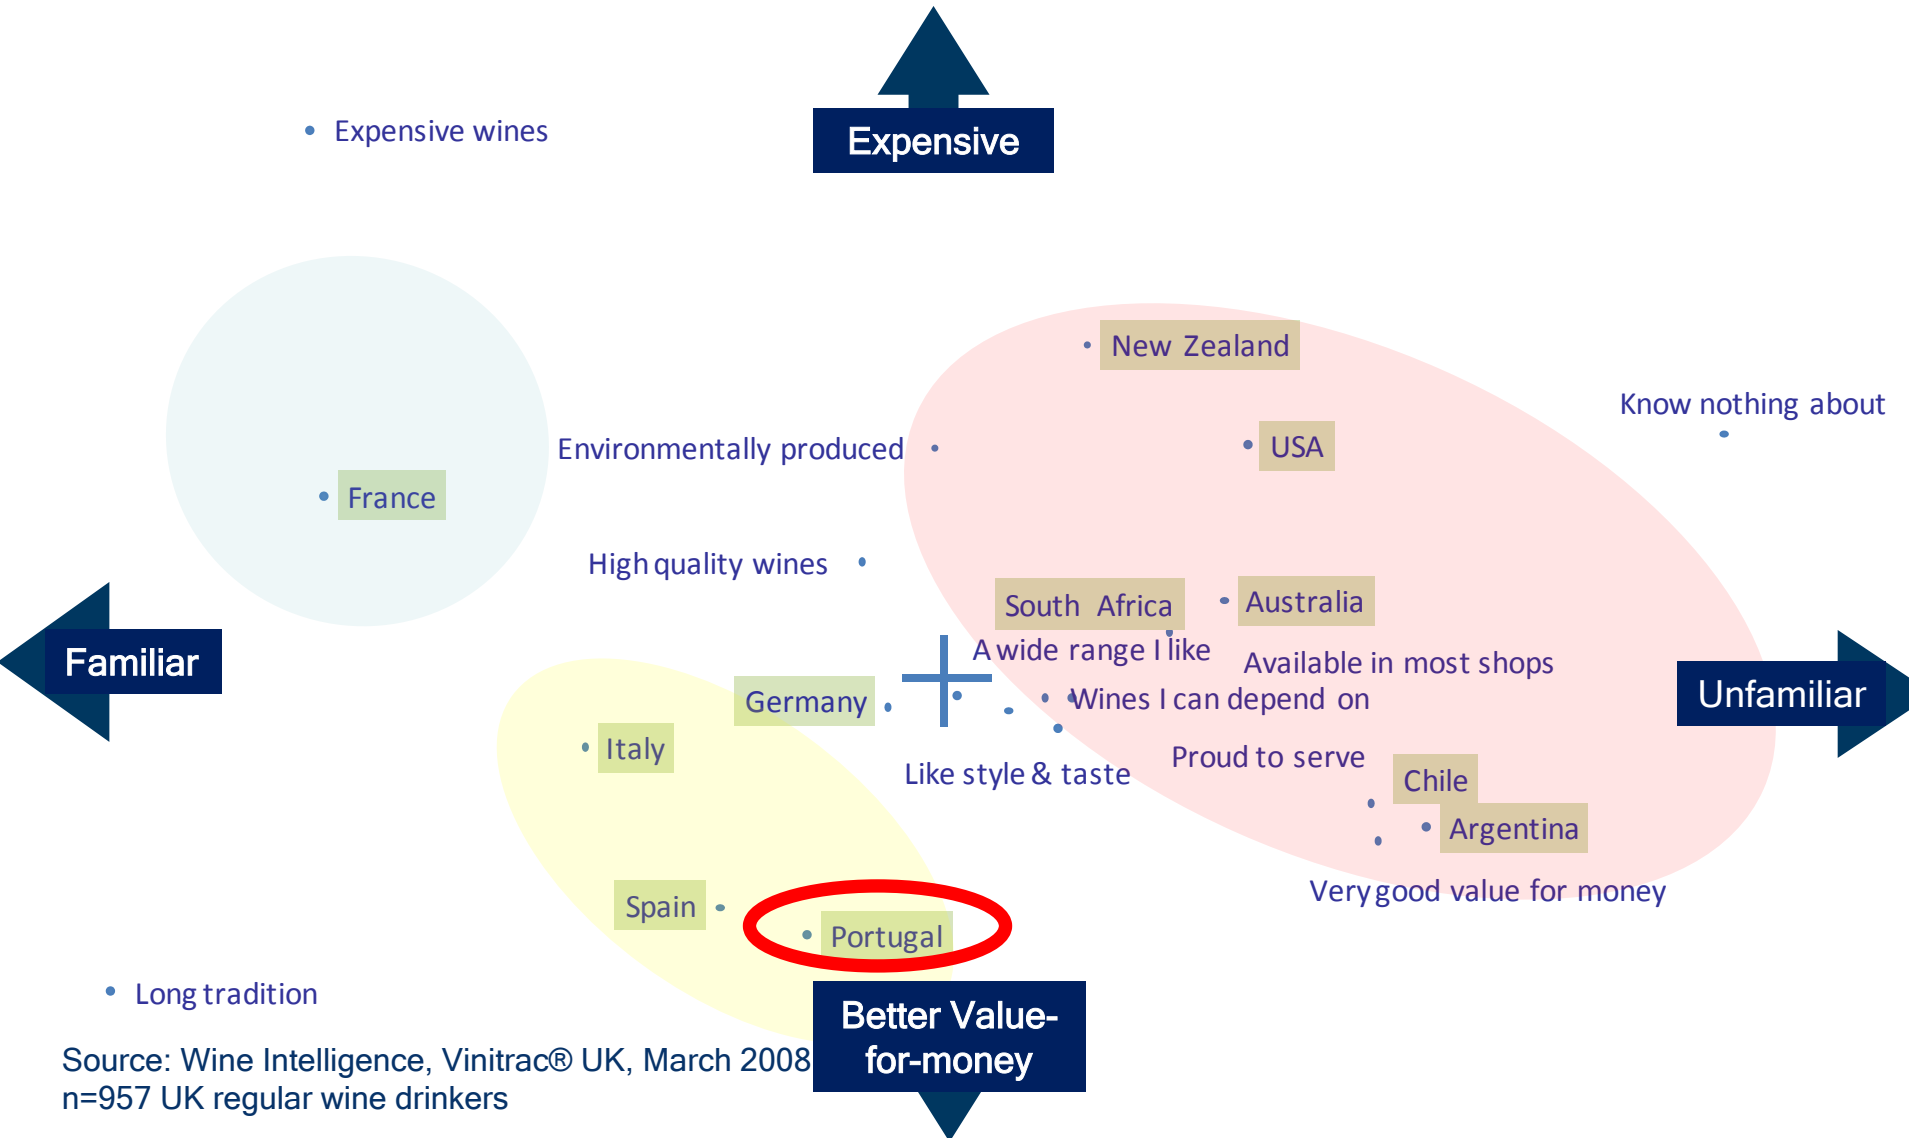 Expensive
Expensive wines
New Zealand
Know nothing about
Environmentally produced
USA
France
High quality wines
South Africa
Australia
A wide range I like
Available in most shops
Familiar
Unfamiliar
Germany
Wines I can depend on
Italy
Like style & taste
Proud to serve
Chile
Argentina
Very good value for money
Spain
Portugal
Long tradition
Better Value-
for-money
Source: Wine Intelligence, Vinitrac® UK, March 2008
n=957 UK regular wine drinkers